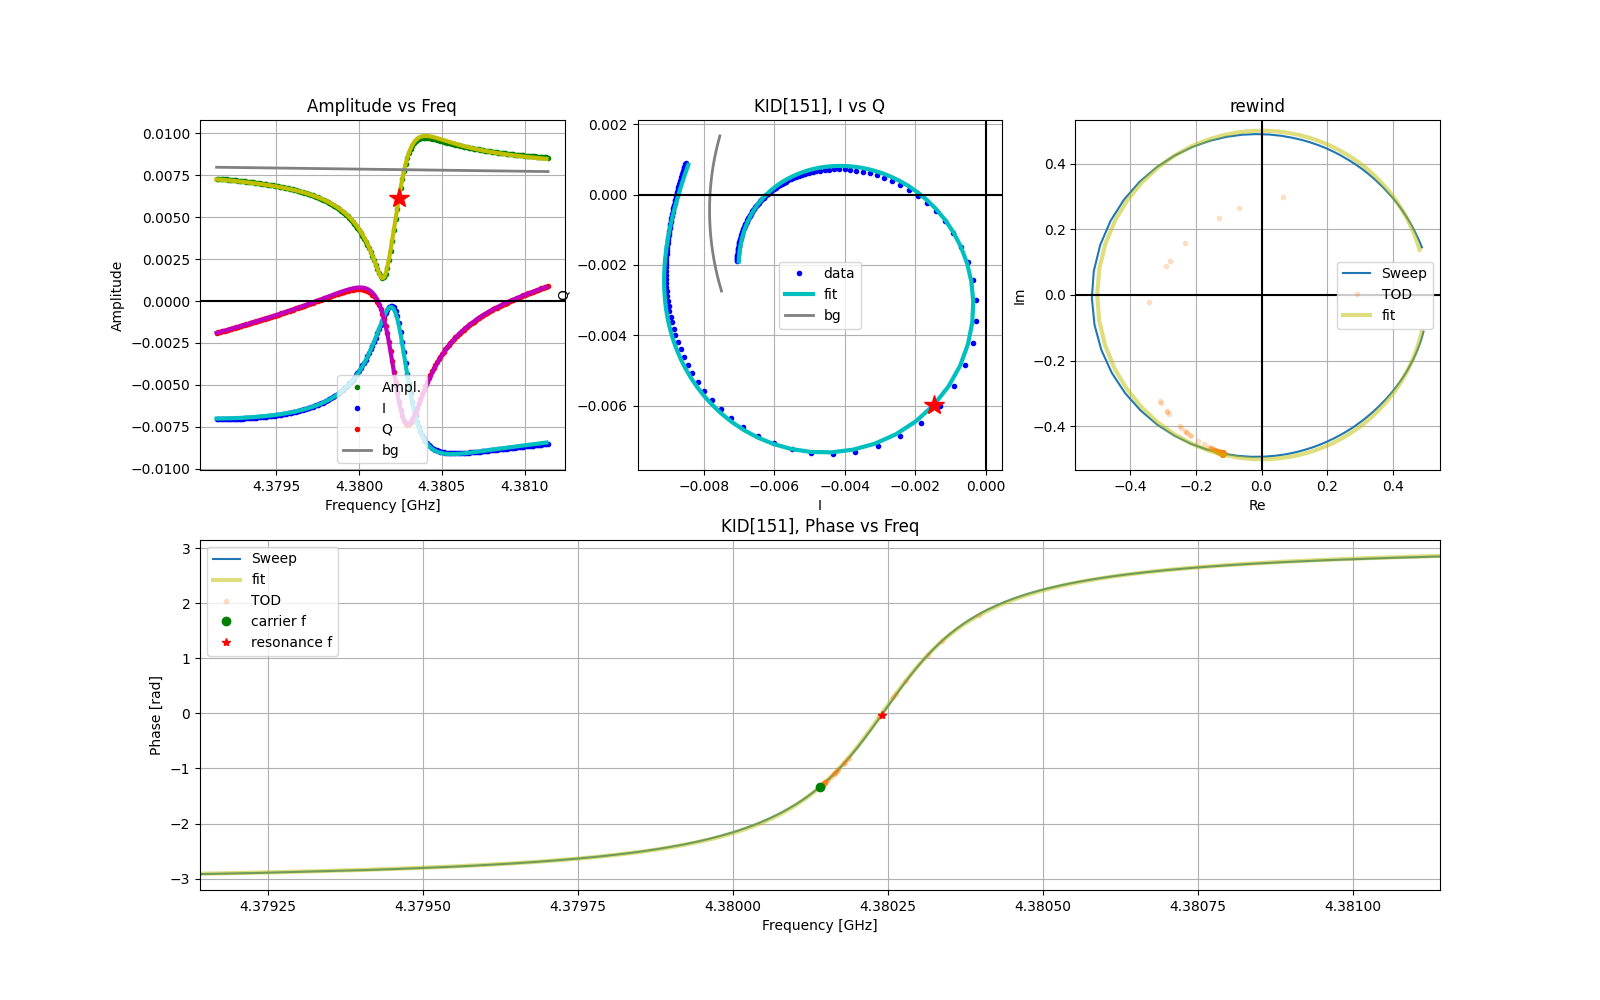 Amplitude vs Freq
0.0100
0.0075
0.0050
0.0025
0.0000
−0.0025
−0.0050
−0.0075
−0.0100
Amplitude
Ampl.
I
Q
bg
4.3795
4.3800
4.3805
4.3810
Frequency [GHz]
KID[151], I vs Q
0.002
0.000
−0.002
−0.004
−0.006
Q
data
fit
bg
−0.008
−0.006
−0.004
−0.002
0.000
I
rewind
0.4
0.2
0.0
−0.2
−0.4
Im
Sweep
TOD
fit
−0.4
−0.2
0.0
0.2
0.4
Re
KID[151], Phase vs Freq
3
2
1
0
−1
−2
−3
Phase [rad]
Sweep
fit
TOD
carrier f
resonance f
4.37925
4.37950
4.37975
4.38000
4.38025
4.38050
4.38075
4.38100
Frequency [GHz]